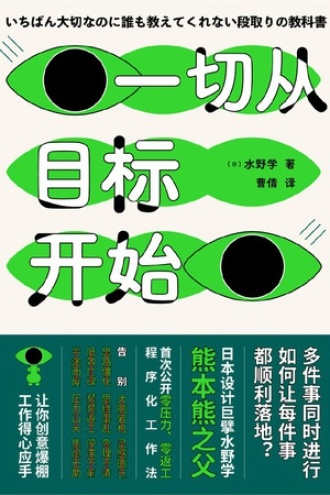 いちばん大切なのに誰も教えてくれない段取りの教科書
一切从
目标
[日] 水野学 著
曹倩 译
开始
多件事同时进行
如何让每件事
都顺利落地？
日本设计巨擘水野学
熊本熊之父
首次公开零压力、零返工
程序化工作法
告别
让你创意爆棚
工作得心应手